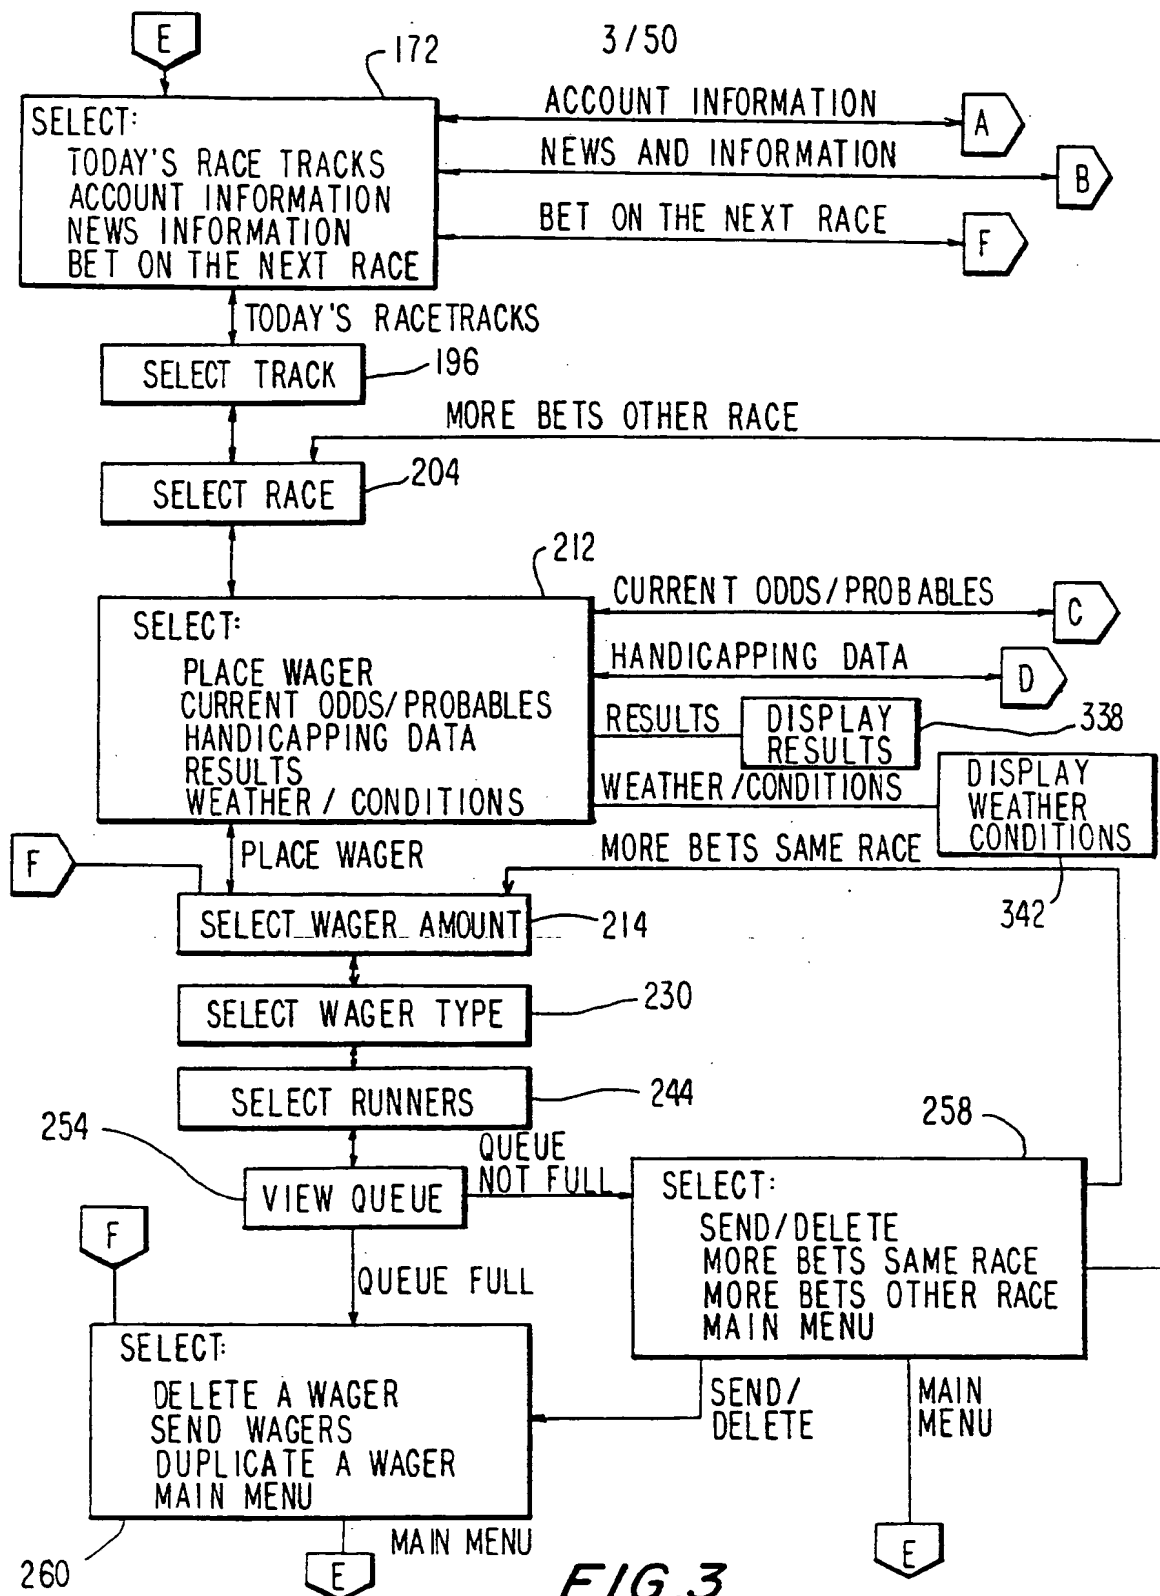 3/50
E
172
SELECT:
TODAY'S RACE TRACKS
ACCOUNT INFORMATION
NEWS INFORMATION
BET ON THE NEXT RACE
ACCOUNT INFORMATION
A
NEWS AND INFORMATION
B
BET ON THE NEXT RACE
F
TODAY'S RACETRACKS
SELECT TRACK
196
MORE BETS OTHER RACE
SELECT RACE
204
212
SELECT:
PLACE WAGER
CURRENT ODDS/PROBABLES
HANDICAPPING DATA
RESULTS
WEATHER / CONDITIONS
CURRENT ODDS/PROBABLES
C
HANDICAPPING DATA
D
RESULTS
DISPLAY
RESULTS
338
WEATHER/CONDITIONS
DISPLAY
WEATHER
CONDITIONS
342
F
PLACE WAGER
MORE BETS SAME RACE
SELECT WAGER AMOUNT
214
SELECT WAGER TYPE
230
SELECT RUNNERS
244
254
VIEW QUEUE
QUEUE
NOT FULL
258
SELECT:
SEND/DELETE
MORE BETS SAME RACE
MORE BETS OTHER RACE
MAIN MENU
F
QUEUE FULL
SELECT:
DELETE A WAGER
SEND WAGERS
DUPLICATE A WAGER
MAIN MENU
SEND/
DELETE
MAIN
MENU
260
MAIN MENU
E
E
FIG.3